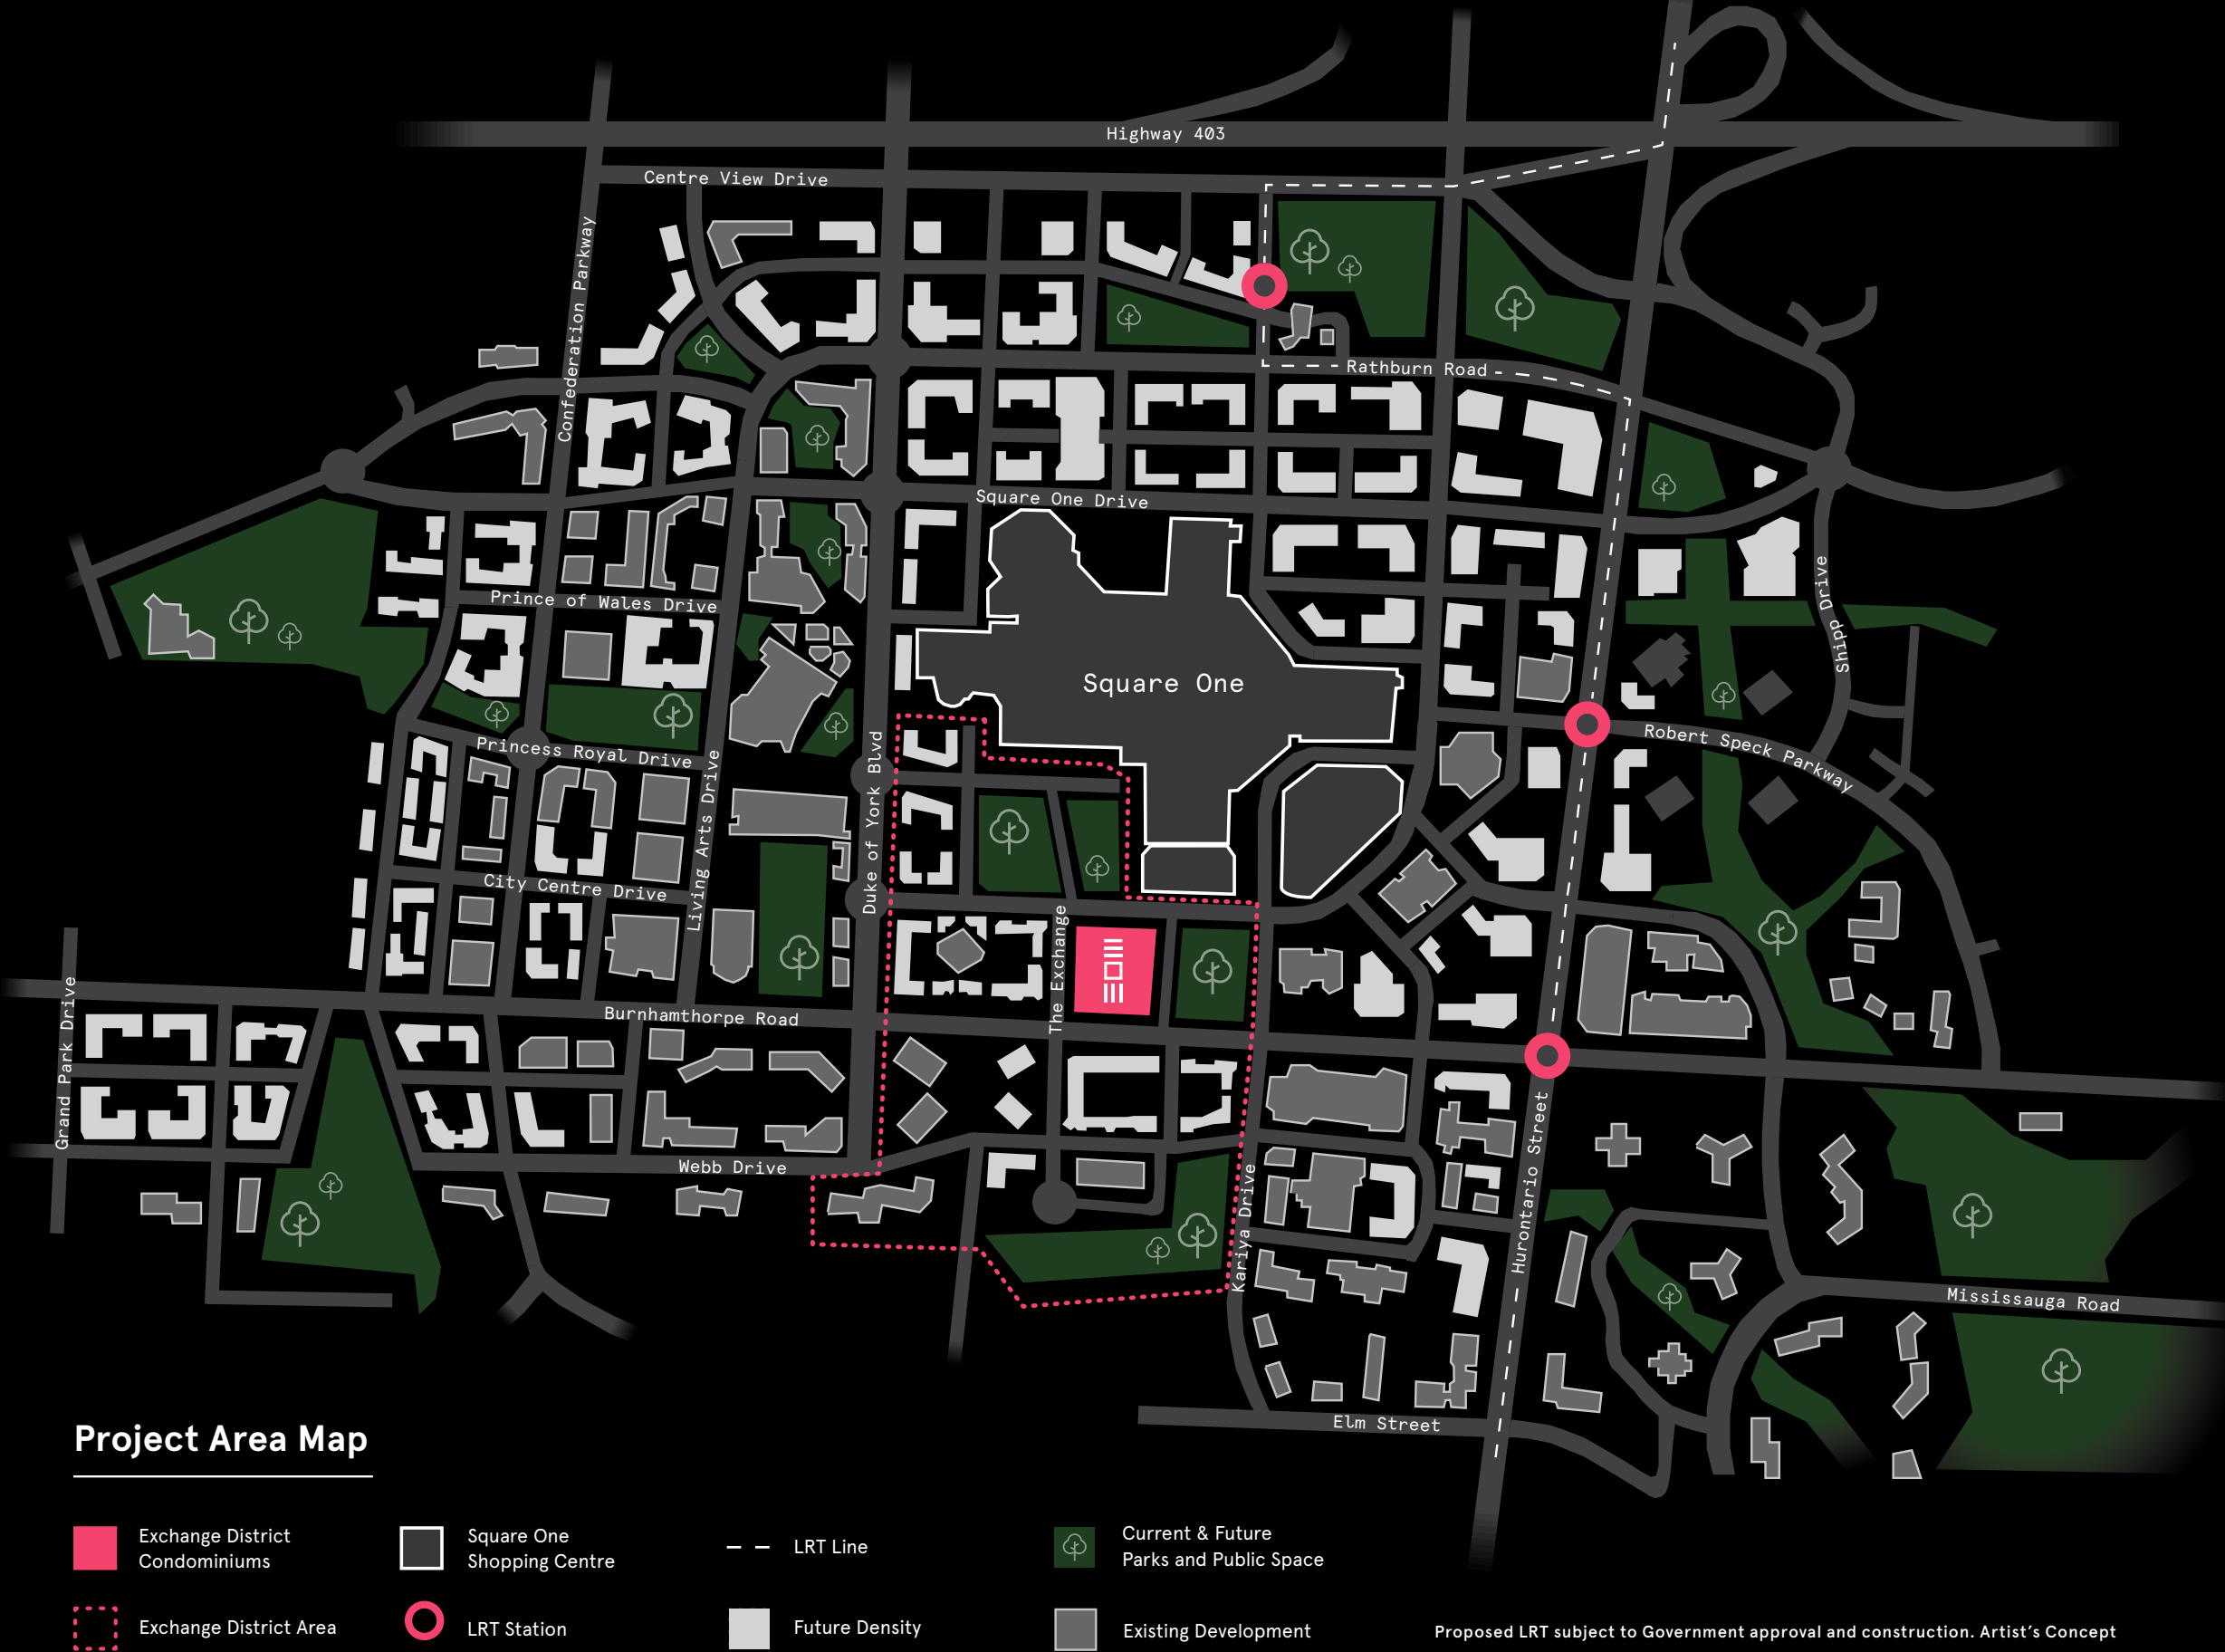 Highway 403
Centre View Drive
Confederation Parkway
Rathburn Road
Square One Drive
Prince of Wales Drive
Shipp Drive
Square One
Princess Royal Drive
Robert Speck Parkway
Living Arts Drive
Duke of York Blvd
City Centre Drive
The Exchange
Grand Park Drive
Burnhamthorpe Road
Webb Drive
Kariya Drive
Hurontario Street
Mississauga Road
Elm Street
Project Area Map
Exchange District
Condominiums
Square One
Shopping Centre
LRT Line
Current & Future
Parks and Public Space
Exchange District Area
LRT Station
Future Density
Existing Development
Proposed LRT subject to Government approval and construction. Artist’s Concept